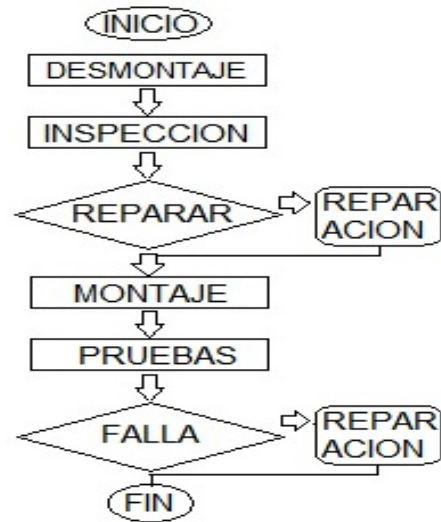 INICIO
DESMONTAJE
INSPECCION
REPARAR
REPAR
ACION
MONTAJE
PRUEBAS
FALLA
REPAR
ACION
FIN